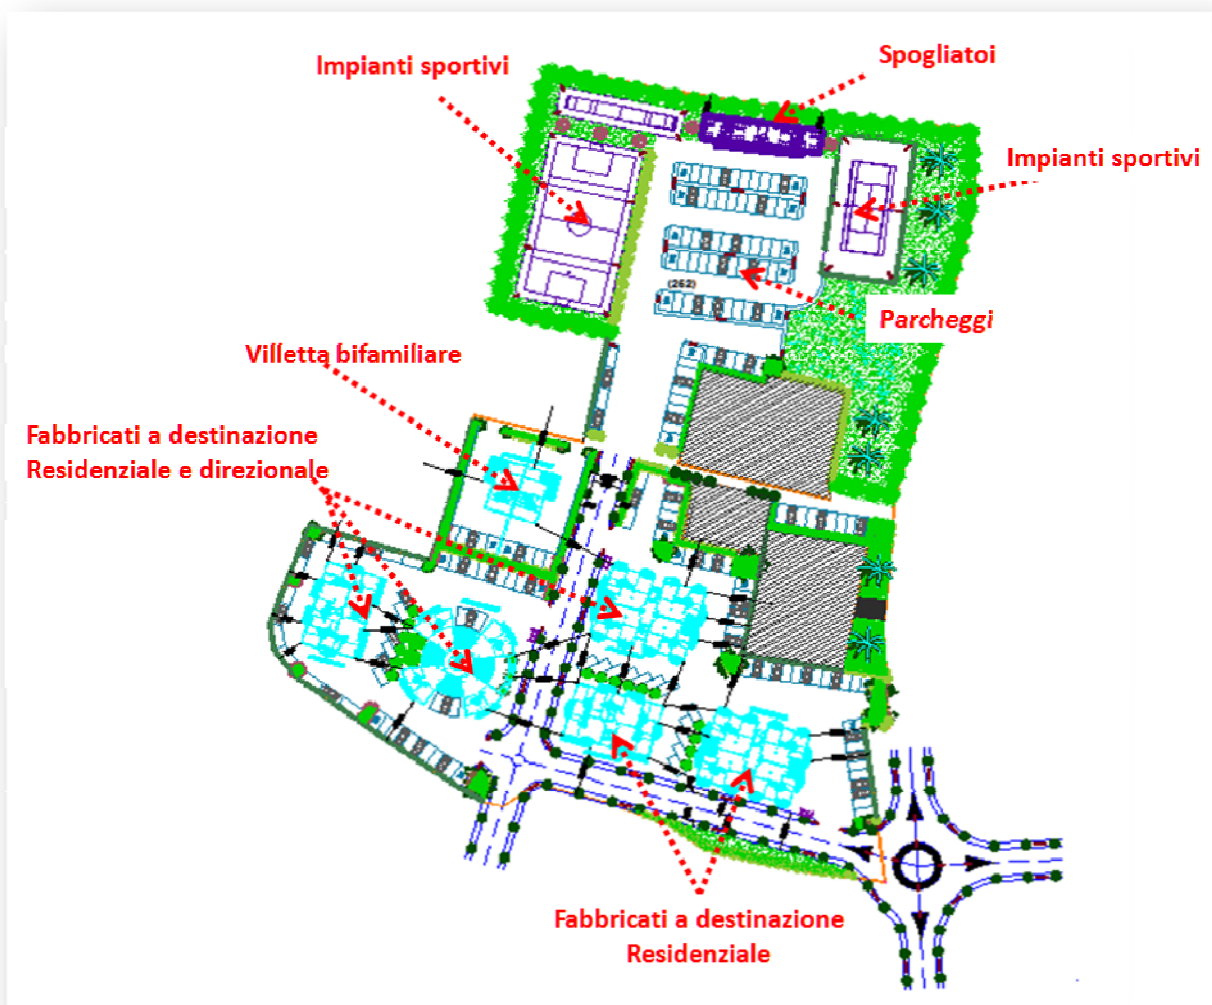 Spogliatoi
Impianti sportivi
Impianti sportivi
(262)
Parcheggi
Villetta bifamiliare
Fabbricati a destinazione
Residenziale e direzionale
Fabbricati a destinazione
Residenziale